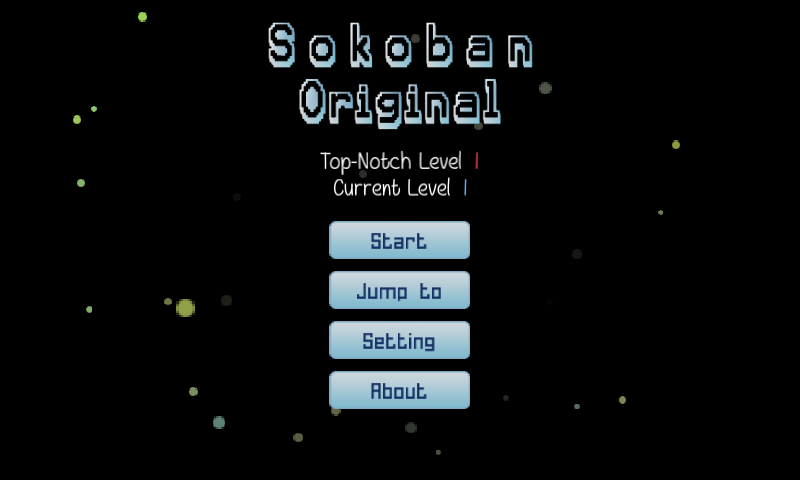 Sokoban
Original
Top-Notch Level 1
Current Level 1
Start
Jump to
Setting
About